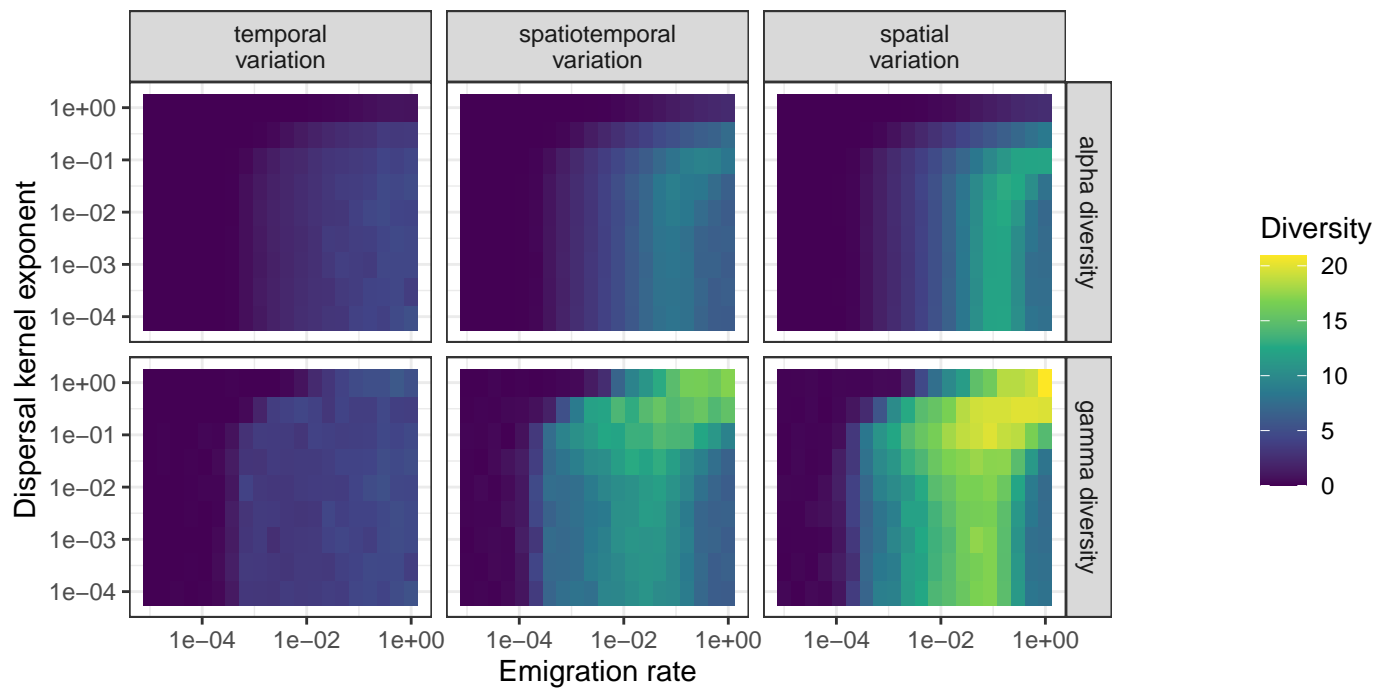 temporal
variation
spatiotemporal
variation
spatial
variation
1e+00
1e−01
1e−02
1e−03
1e−04
alpha diversity
1e+00
1e−01
1e−02
1e−03
1e−04
gamma diversity
Dispersal kernel exponent
1e−04
1e−02
1e+00
1e−04
1e−02
1e+00
1e−04
1e−02
1e+00
Emigration rate
Diversity
20
15
10
5
0